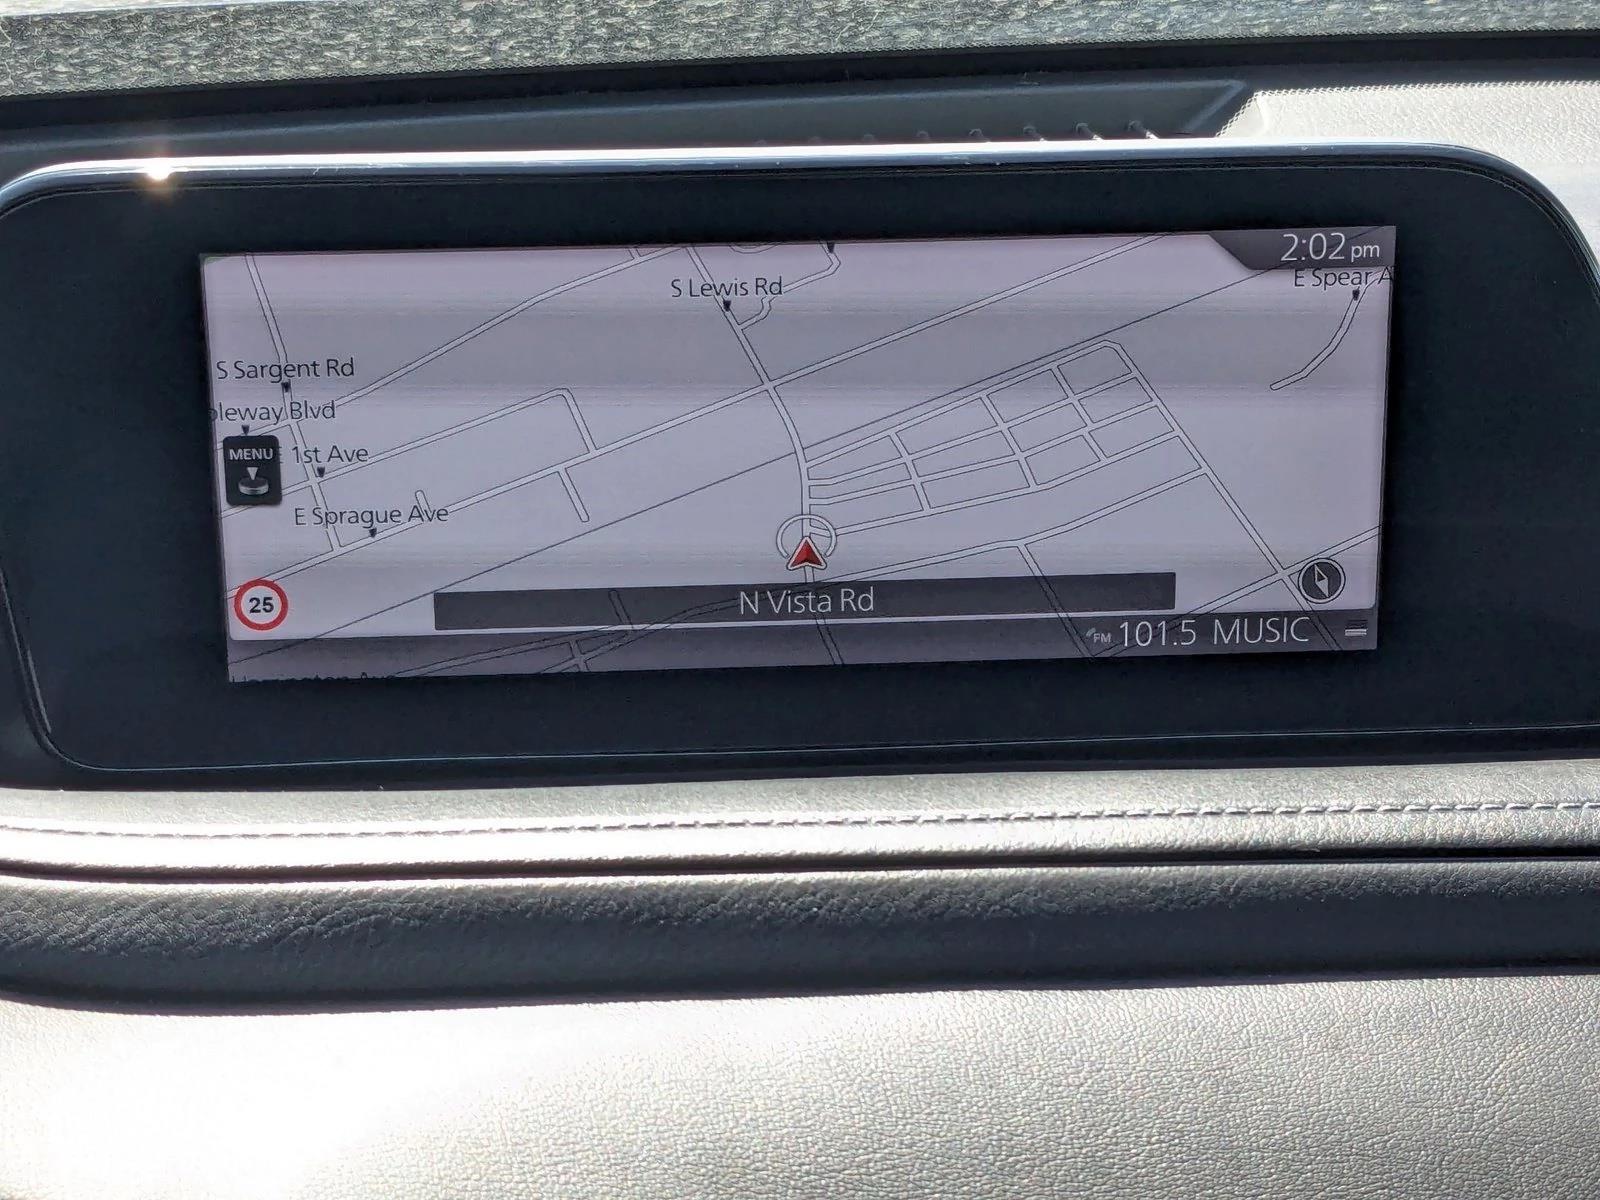 2:02 pm
E Spear A
S Lewis Rd
S Sargent Rd
pleway Blvd
MENU
E 1st Ave
E Sprague Ave
25
N Vista Rd
FM 101.5 MUSIC